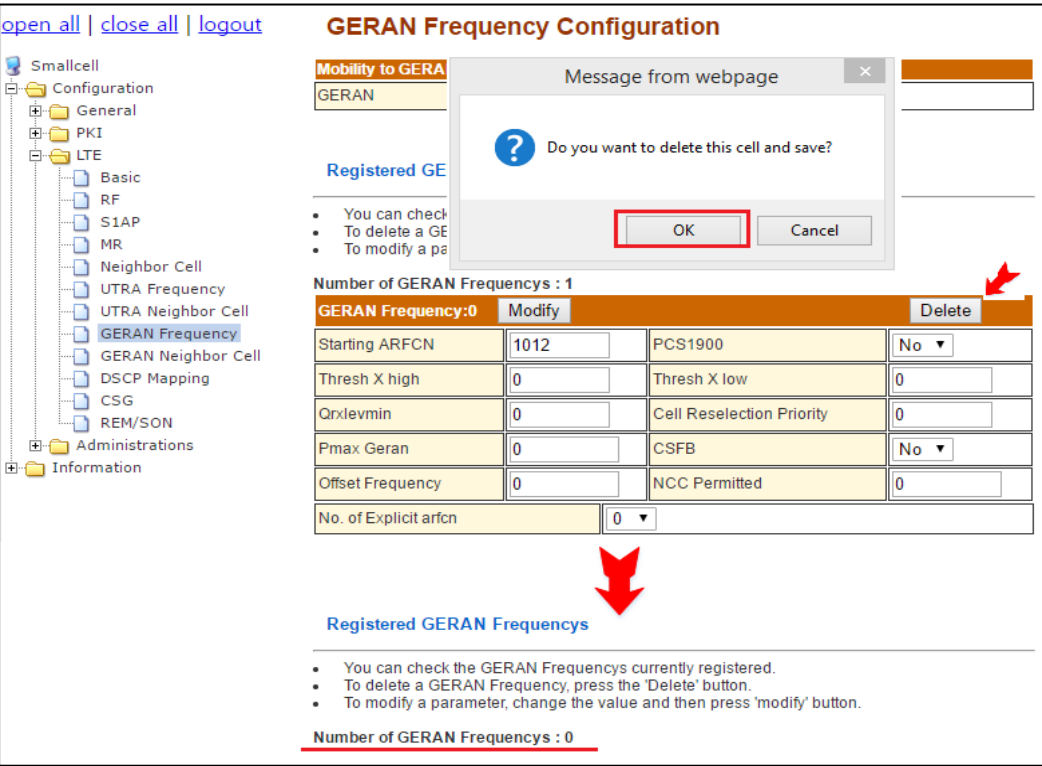 open all | close all | logout
Smallcell
Configuration
General
PKI
LTE
Basic
RF
S1AP
MR
Neighbor Cell
UTRA Frequency
UTRA Neighbor Cell
GERAN Frequency
GERAN Neighbor Cell
DSCP Mapping
CSG
REM/SON
Administrations
Information
GERAN Frequency Configuration
Mobility to GERA
GERAN
Message from webpage
×
?
Do you want to delete this cell and save?
OK Cancel
Registered GE
• You can check
• To delete a GE
• To modify a pa
Number of GERAN Frequencys : 1
GERAN Frequency:0 Modify Delete
Starting ARFCN 1012 PCS1900 No
Thresh X high 0 Thresh X low 0
Qrxlevmin 0 Cell Reselection Priority 0
Pmax Geran 0 CSFB No
Offset Frequency 0 NCC Permitted 0
No. of Explicit arfcn 0
Registered GERAN Frequencys
• You can check the GERAN Frequencys currently registered.
• To delete a GERAN Frequency, press the 'Delete' button.
• To modify a parameter, change the value and then press 'modify' button.
Number of GERAN Frequencys : 0